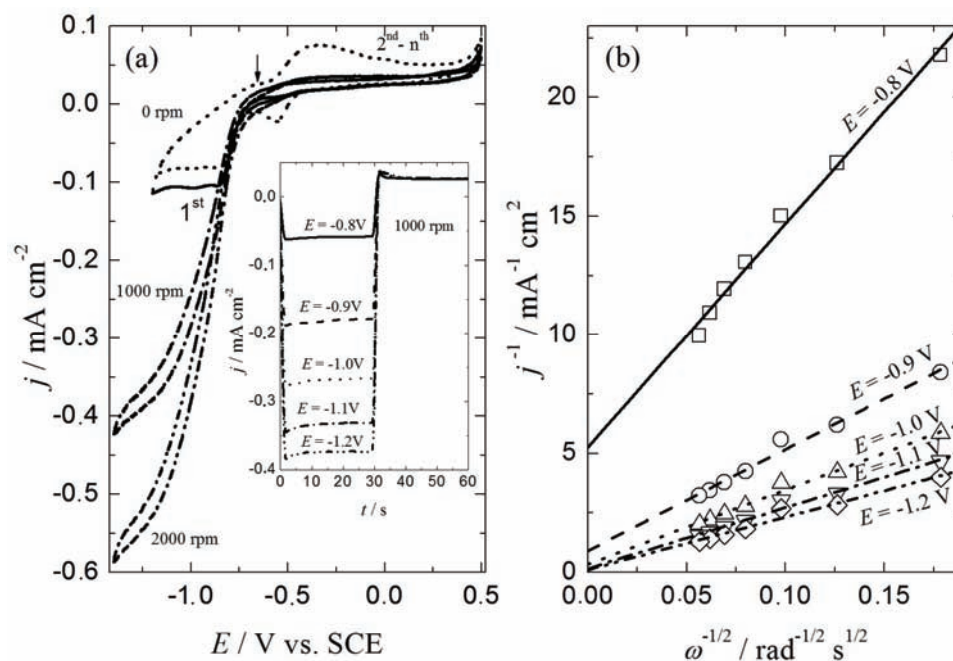 (a)
2nd - nth
0 rpm
1st
1000 rpm
2000 rpm
0.1
0.0
-0.1
-0.2
-0.3
-0.4
-0.5
-0.6
j / mA cm-2
-1.0
-0.5
0.0
0.5
E / V vs. SCE
0,0
-0,1
-0,2
-0,3
-0,4
j / mA cm-2
E = -0.8V
1000 rpm
E = -0.9V
E = -1.0V
E = -1.1V
E = -1.2V
0
10
20
30
40
50
60
t / s
(b)
E = -0.8 V
E = -0.9 V
E = -1.0 V
E = -1.1 V
E = -1.2 V
20
15
10
5
0
j-1 / mA-1 cm2
0.00
0.05
0.10
0.15
ω-1/2 / rad-1/2 s1/2